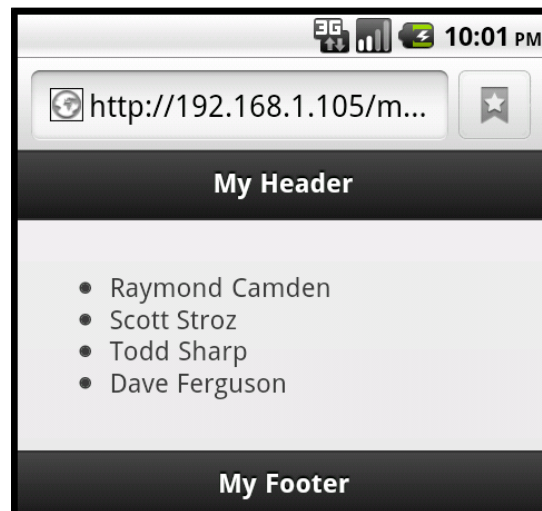 3G 10:01 PM
http://192.168.1.105/m...
My Header
Raymond Camden
Scott Stroz
Todd Sharp
Dave Ferguson
My Footer